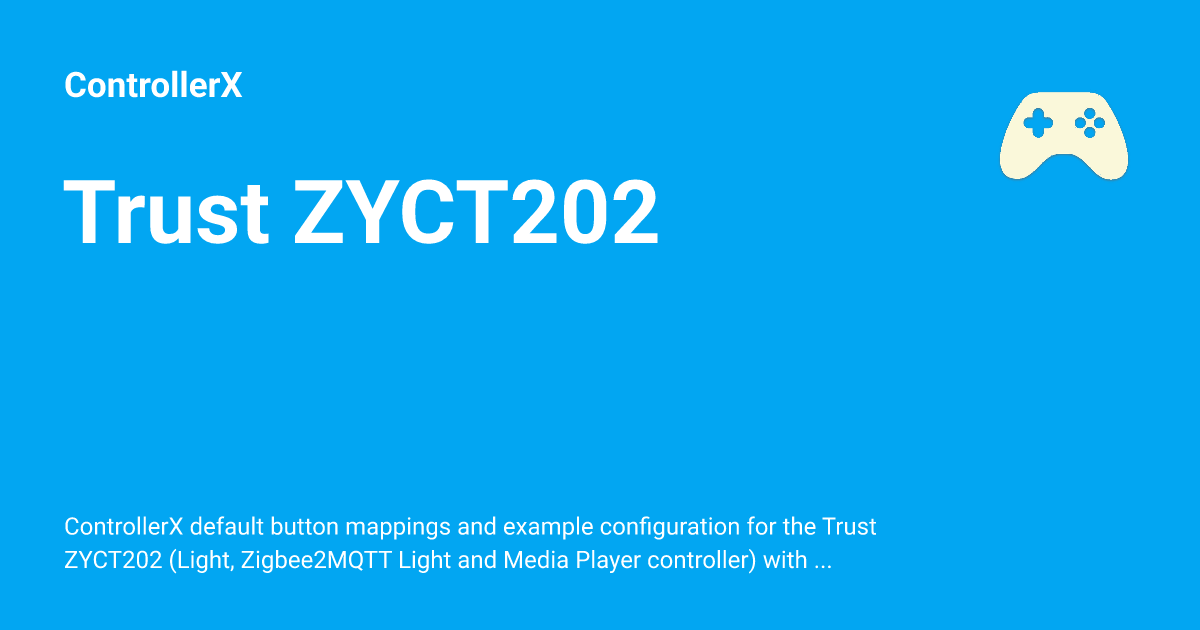 ControllerX
Trust ZYCT202
ControllerX default button mappings and example configuration for the Trust
ZYCT202 (Light, Zigbee2MQTT Light and Media Player controller) with ...